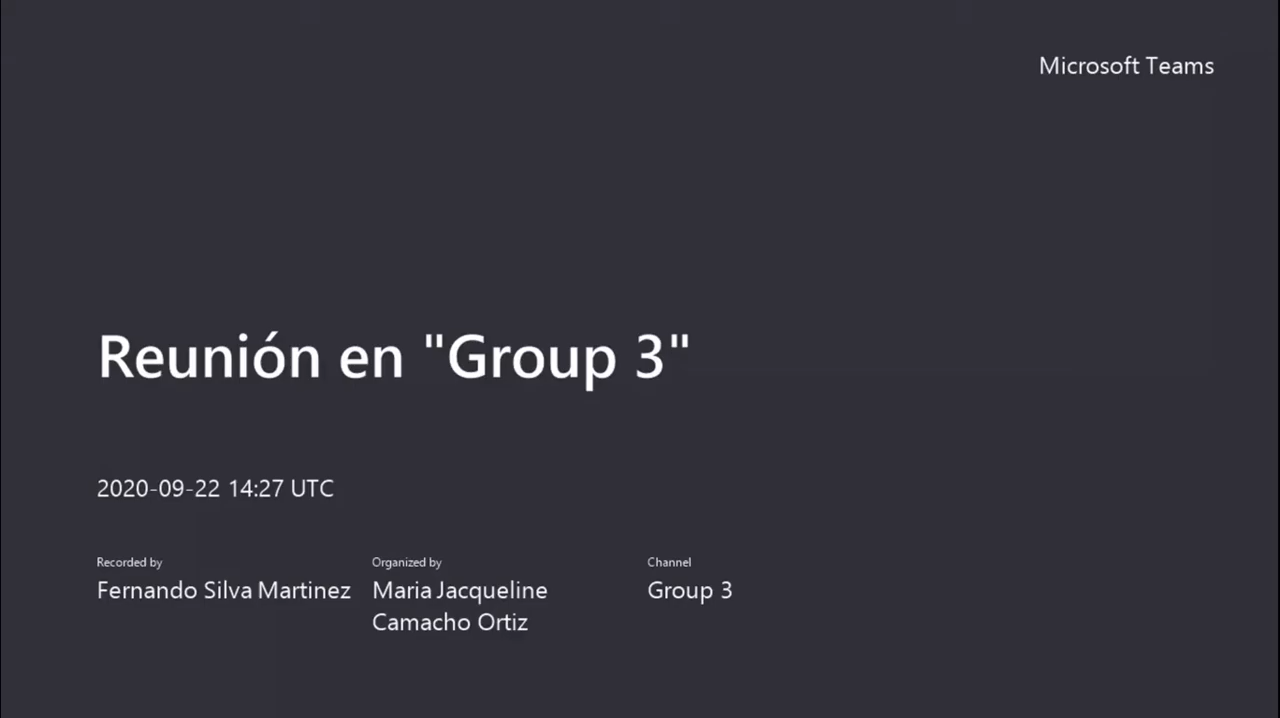 Microsoft Teams
Reunión en "Group 3"
2020-09-22 14:27 UTC
Recorded by
Fernando Silva Martinez
Organized by
Maria Jacqueline
Camacho Ortiz
Channel
Group 3